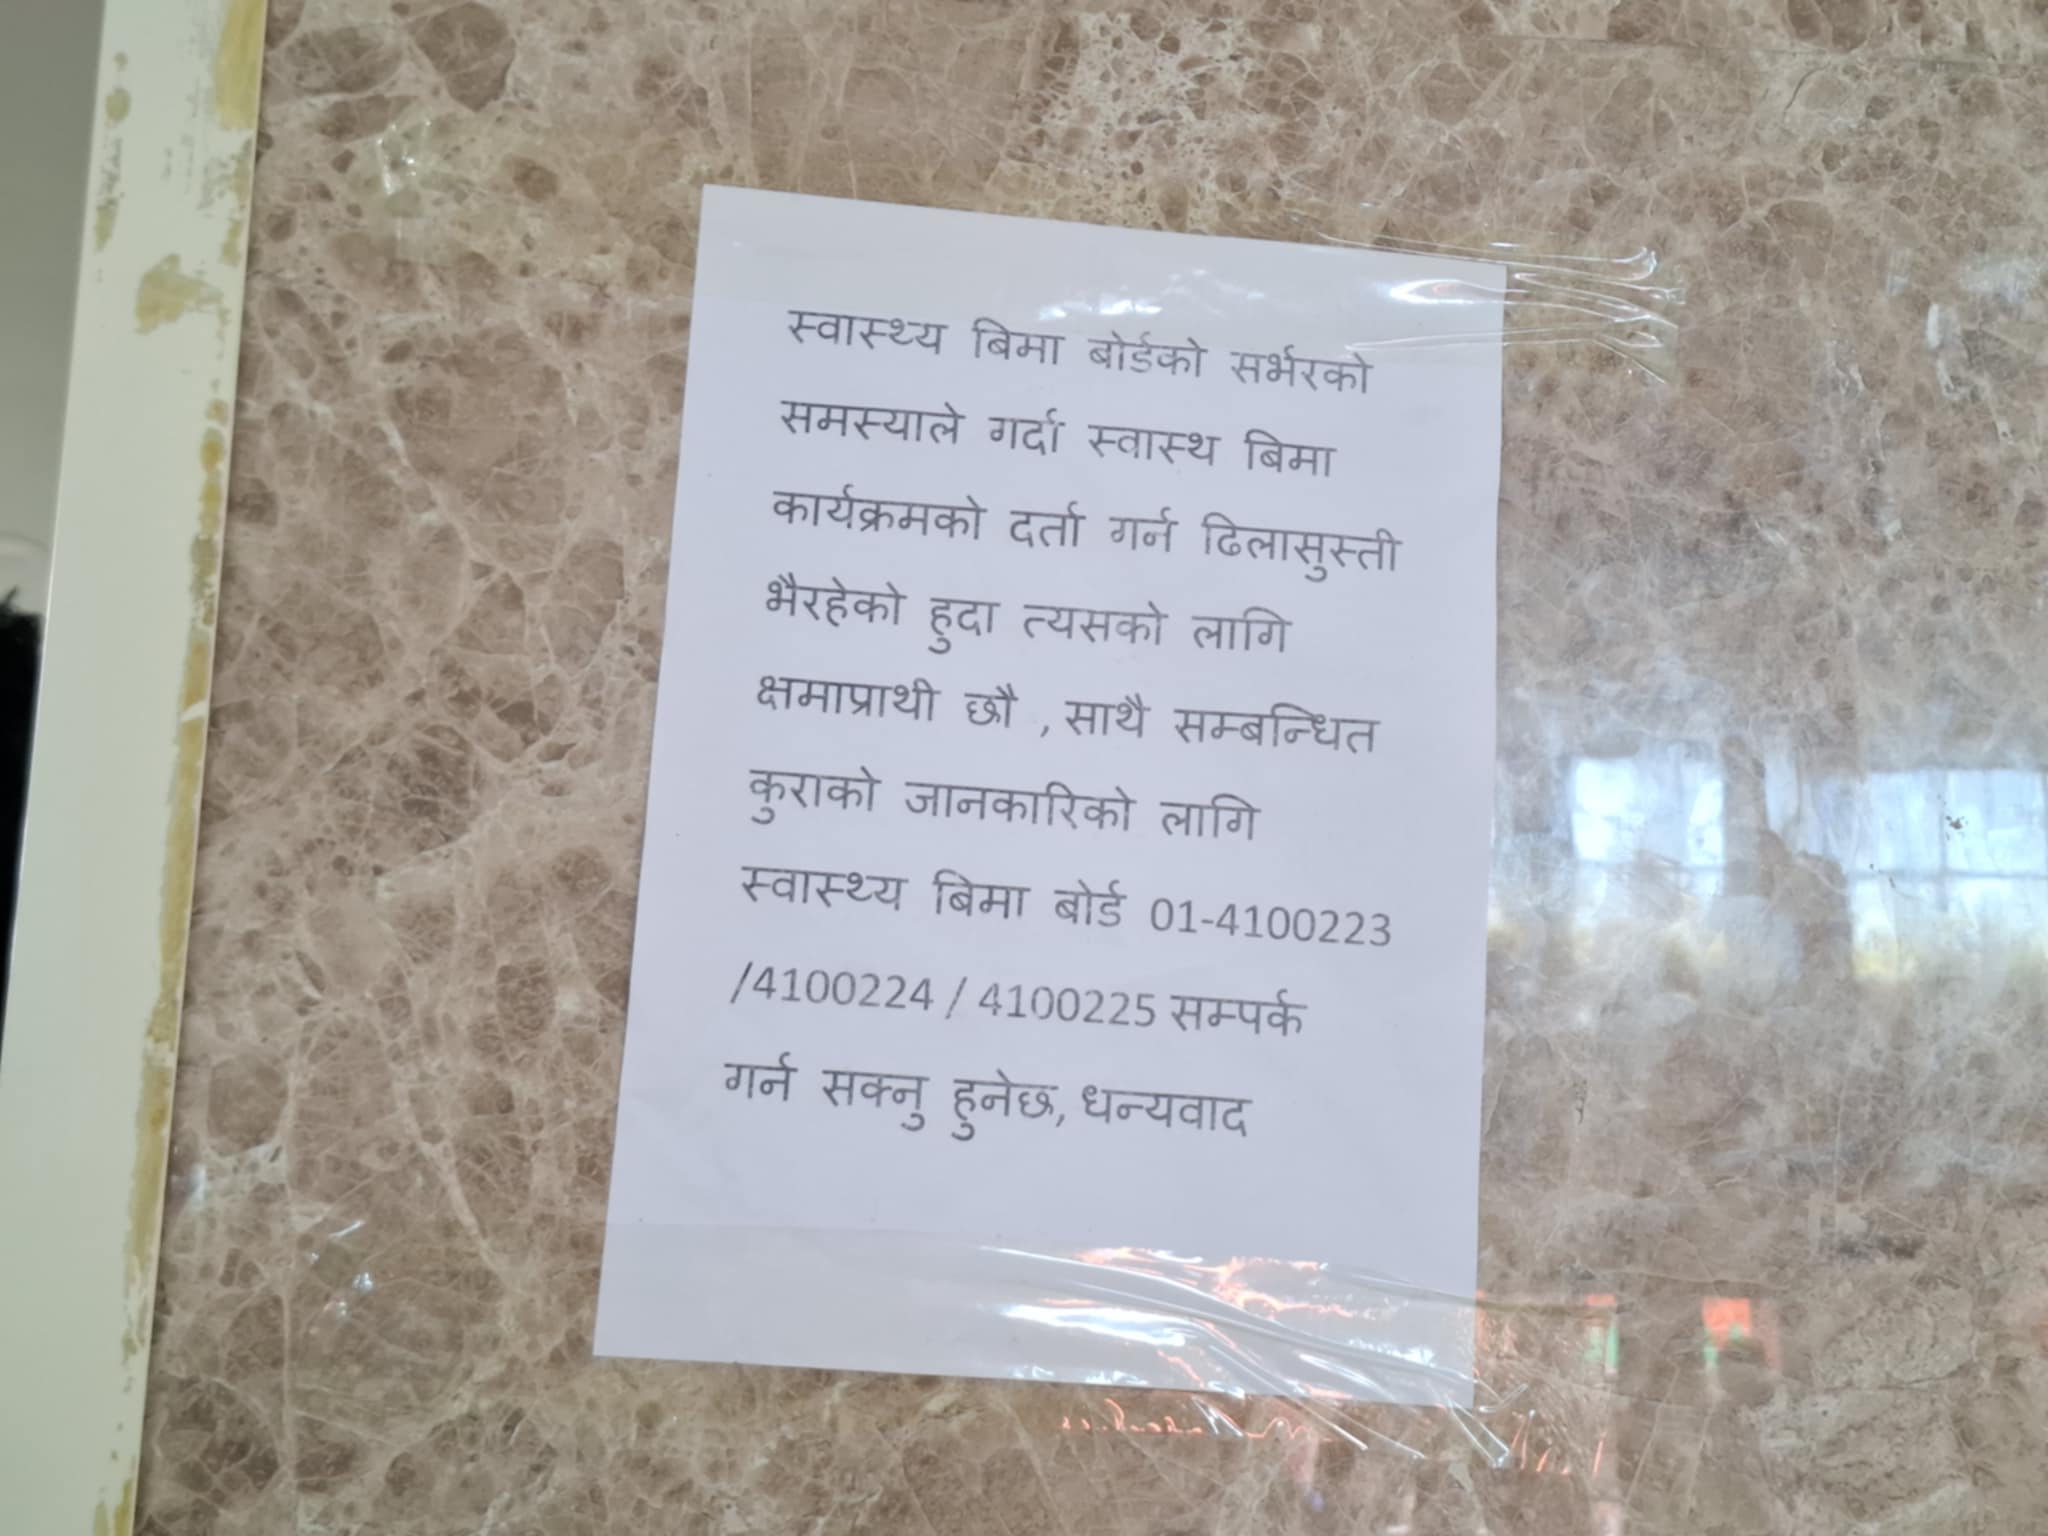 स्वास्थ्य बिमा बोर्डको सर्भरको
समस्याले गर्दा स्वास्थ बिमा
कार्यक्रमको दर्ता गर्न ढिलासुस्ती
भैरहेको हुदा त्यसको लागि
क्षमाप्राथी छौ , साथै सम्बन्धित
कुराको जानकारिको लागि
स्वास्थ्य बिमा बोर्ड 01-4100223
/4100224 / 4100225 सम्पर्क
गर्न सक्नु हुनेछ, धन्यवाद